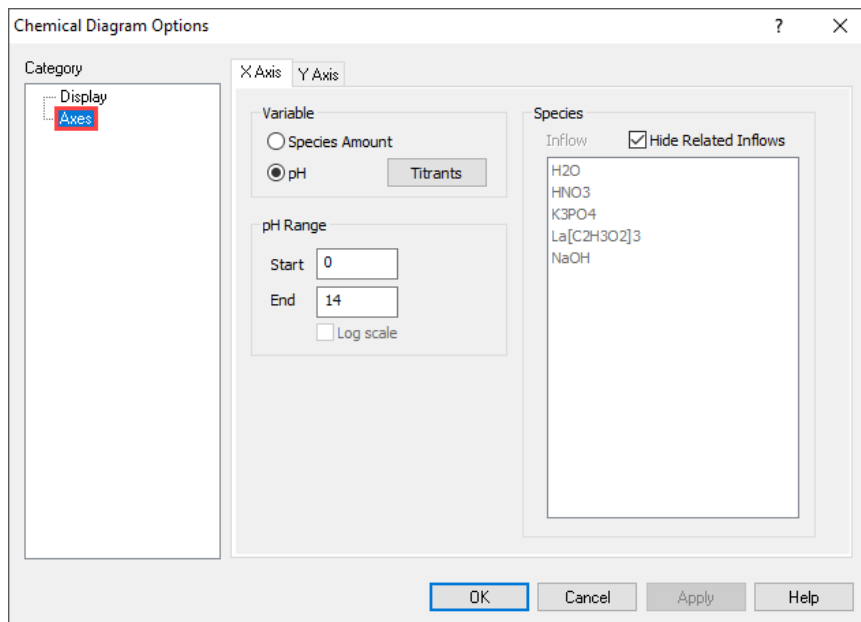 Chemical Diagram Options
?
Category
Display
Axes
X Axis
Y Axis
Variable
Species Amount
pH
Titrants
pH Range
Start 0
End 14
Log scale
Species
Inflow
Hide Related Inflows
H2O
HNO3
K3PO4
La[C2H3O2]3
NaOH
OK
Cancel
Apply
Help